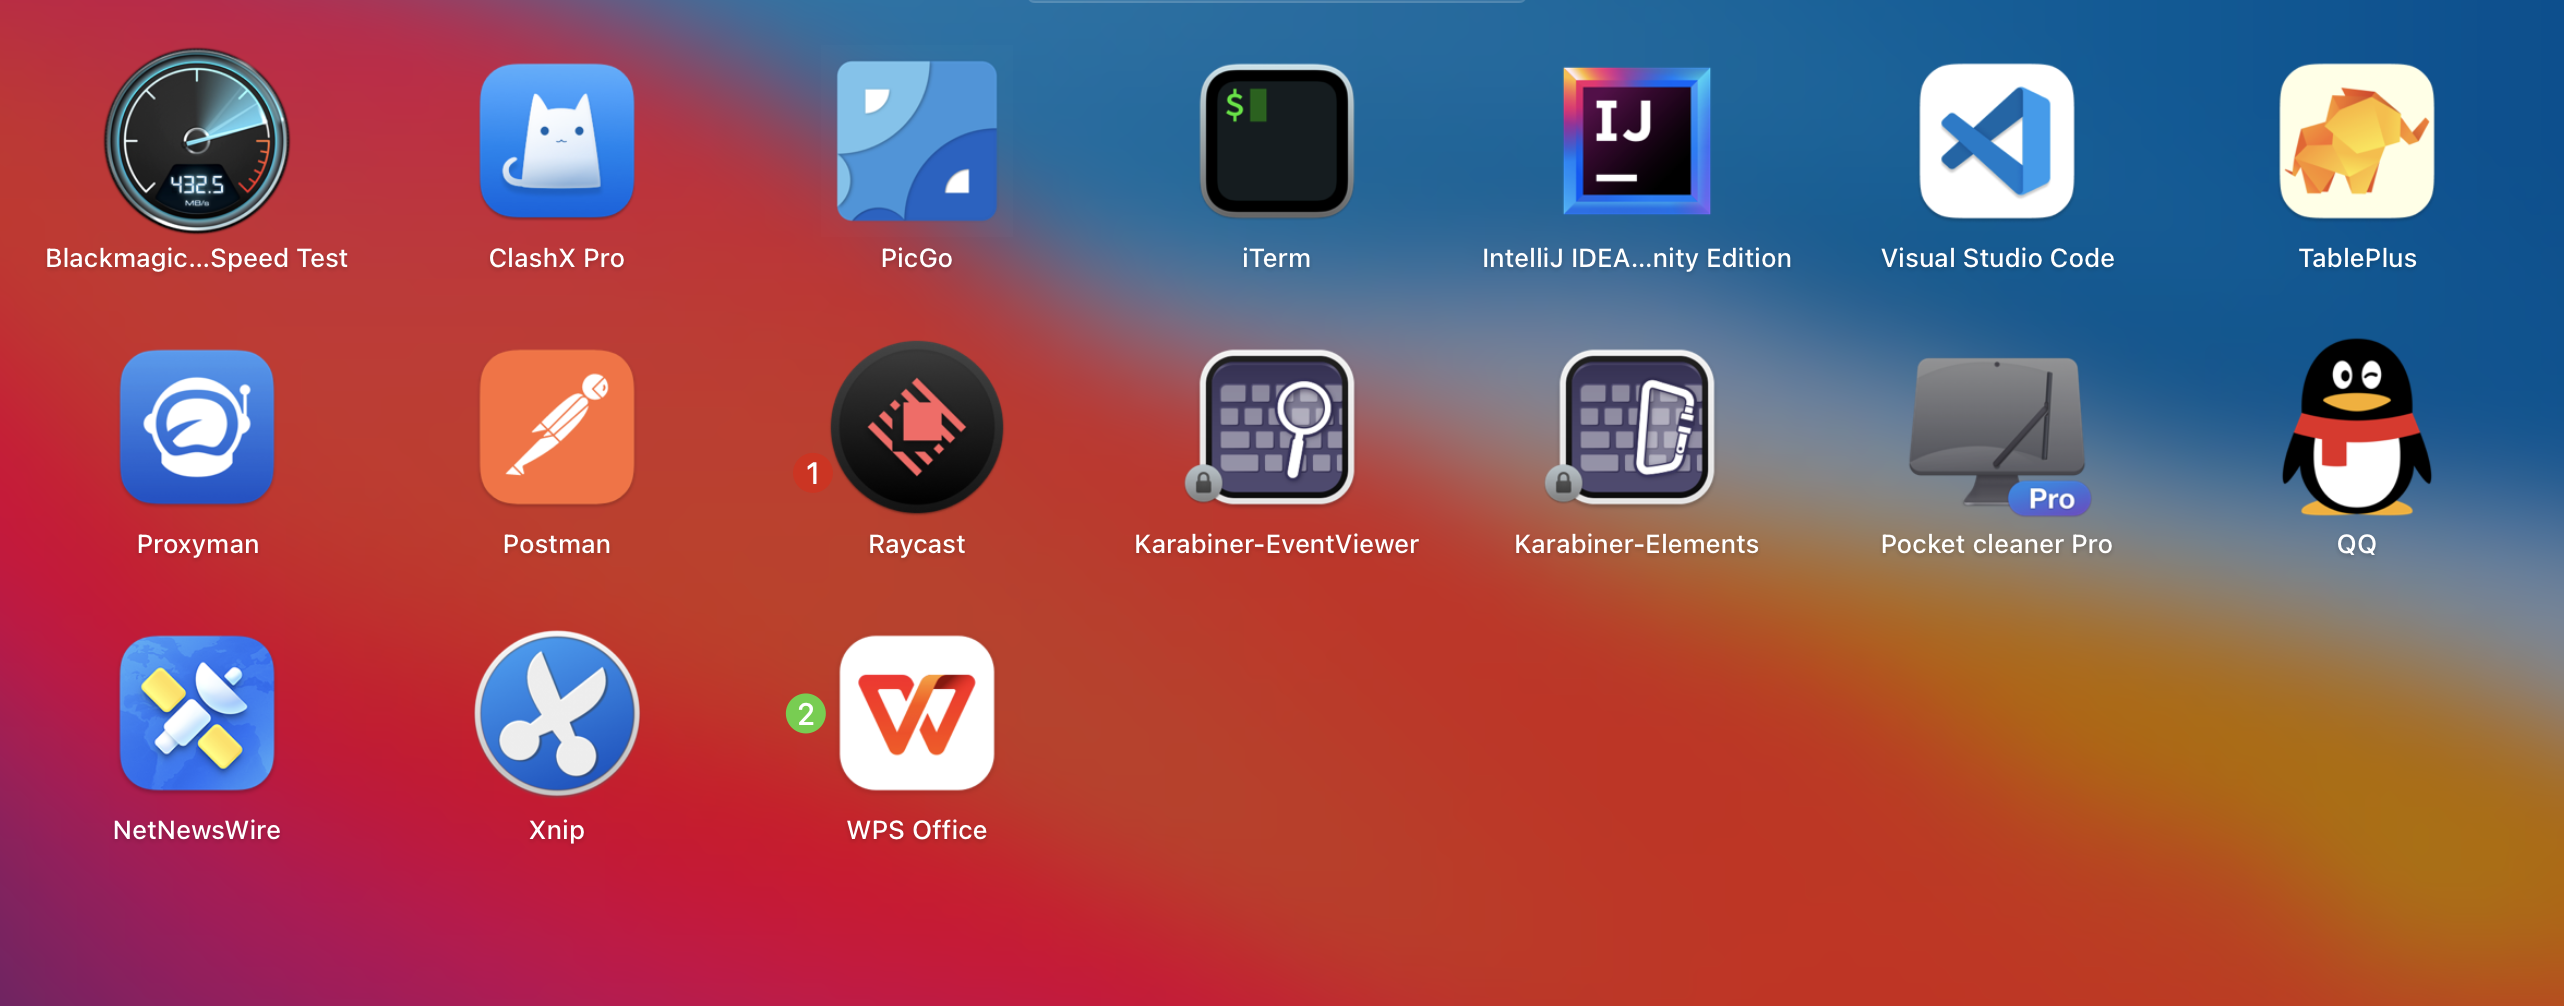 432.5
MB/s
$
IJ
Blackmagic...Speed Test
ClashX Pro
PicGo
iTerm
IntelliJ IDEA...nity Edition
Visual Studio Code
TablePlus
1
Pro
Proxyman
Postman
Raycast
Karabiner-EventViewer
Karabiner-Elements
Pocket cleaner Pro
QQ
2
W
NetNewsWire
Xnip
WPS Office